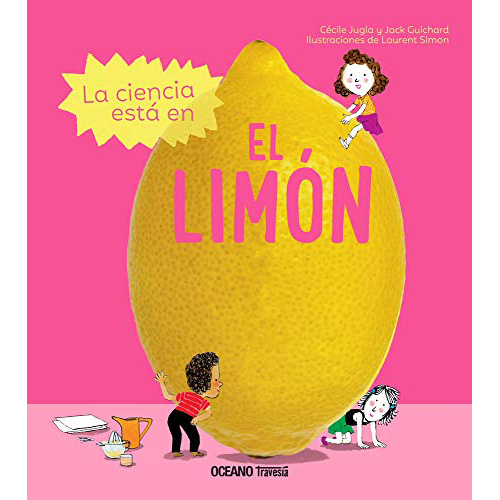 Cécile Jugla y Jack Guichard
Ilustraciones de Laurent Simon
La ciencia
está en
EL
LIMÓN
OCEANO travesía